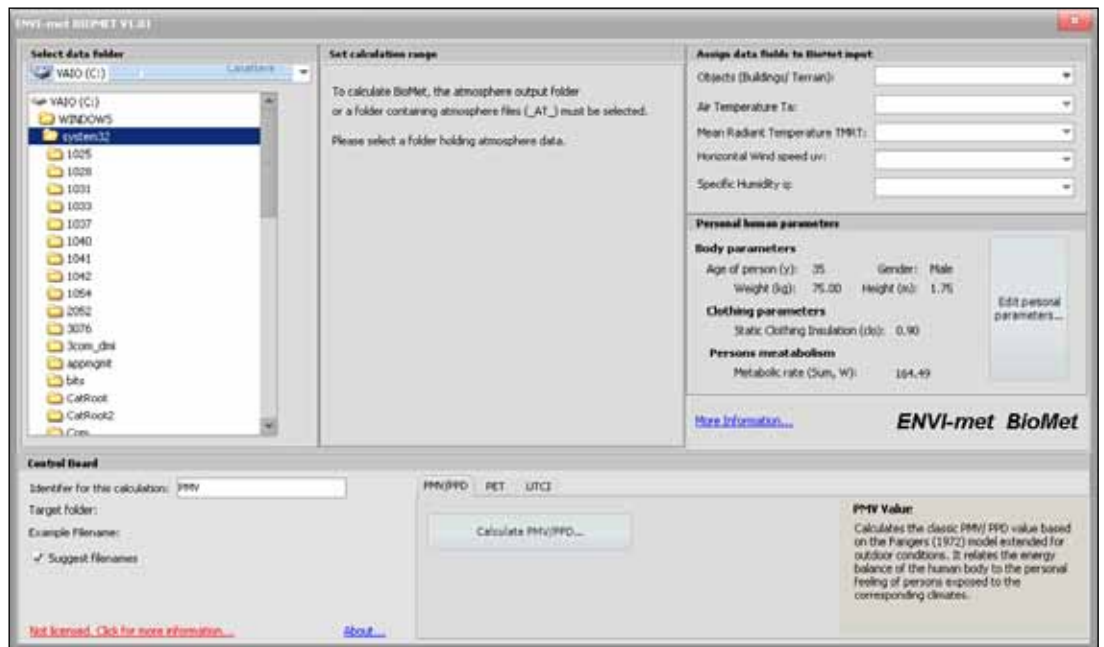 ENVI-met BIOMET V1.01
Select data folder
VAIO (C:)
VAIO (C:)
WINDOWS
system32
1025
1028
1031
1033
1037
1040
1041
1042
1054
2052
3076
3com_dmi
appmgmt
bits
CatRoot
CatRoot2
Com
Set calculation range
To calculate BioMet, the atmosphere output folder
or a folder containing atmosphere files (_AT_) must be selected.
Please select a folder holding atmosphere data.
Assign data fields to BioMet input
Objects (Buildings/ Terrain):
Air Temperature Ta:
Mean Radiant Temperature TMRT:
Horizontal Wind speed uv:
Specific Humidity q:
Personal human parameters
Body parameters
Age of person (y): 35 Gender: Male
Weight (kg): 75.00 Height (m): 1.75
Clothing parameters
Static Clothing Insulation (clo): 0.90
Persons meatabolism
Metabolic rate (Sum, W): 164.49
Edit pesonal
parameters...
More Information...
ENVI-met BioMet
Control Board
Identifer for this calculation: PMV
Target folder:
Example Filename:
Suggest filenames
Not licensed. Click for more information...
About...
PMV/PPD PET UTCI
Calculate PMV/PPD...
PMV Value
Calculates the classic PMV/ PPD value based
on the Fangers (1972) model extended for
outdoor conditions. It relates the energy
balance of the human body to the personal
feeling of persons exposed to the
corresponding climates.